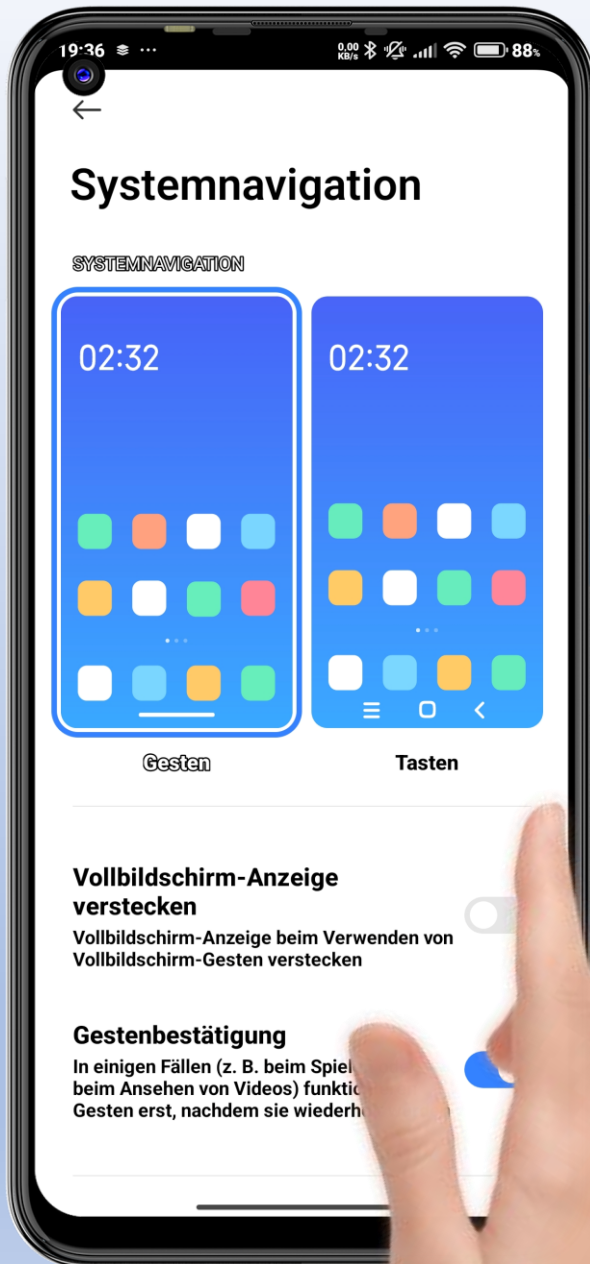 19:36 ... 0,00 KB/s 88%
Systemnavigation
SYSTEMNAVIGATION
02:32 02:32
Gesten Tasten
Vollbildschirm-Anzeige
verstecken
Vollbildschirm-Anzeige beim Verwenden von
Vollbildschirm-Gesten verstecken
Gestenbestätigung
In einigen Fällen (z. B. beim
beim Ansehen von Videos)
Gesten erst, nachdem sie